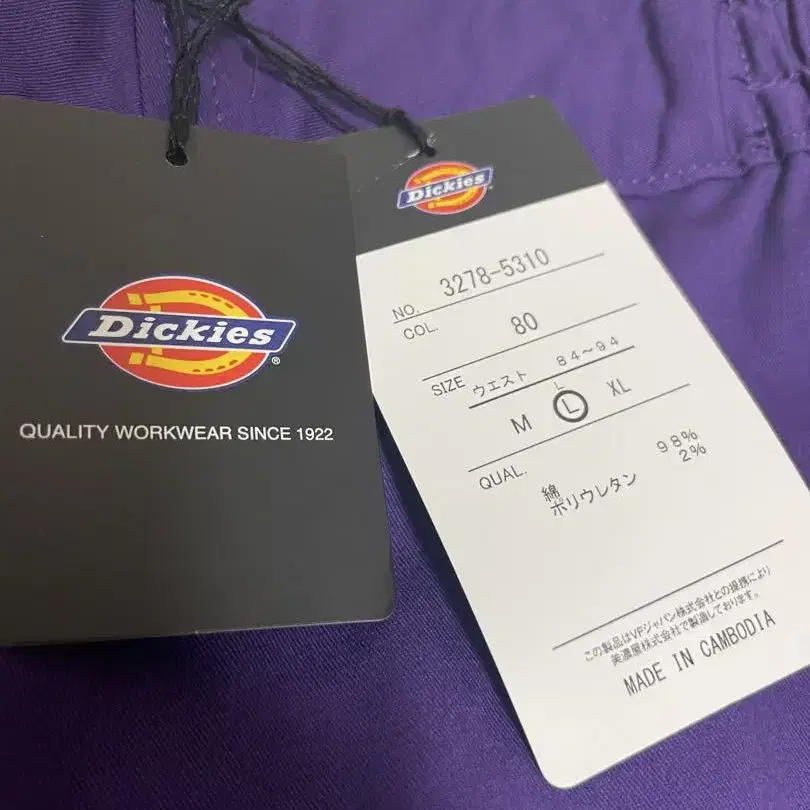 Dickies
®
QUALITY WORKWEAR SINCE 1922
Dickies
NO. 3278-5310
COL. 80
SIZE ウエスト 84~94
L
M L XL
QUAL.
綿 98%
ポリウレタン 2%
この製品はVFジャパン株式会社との提携により
美濃屋株式会社で製造しております。
MADE IN CAMBODIA